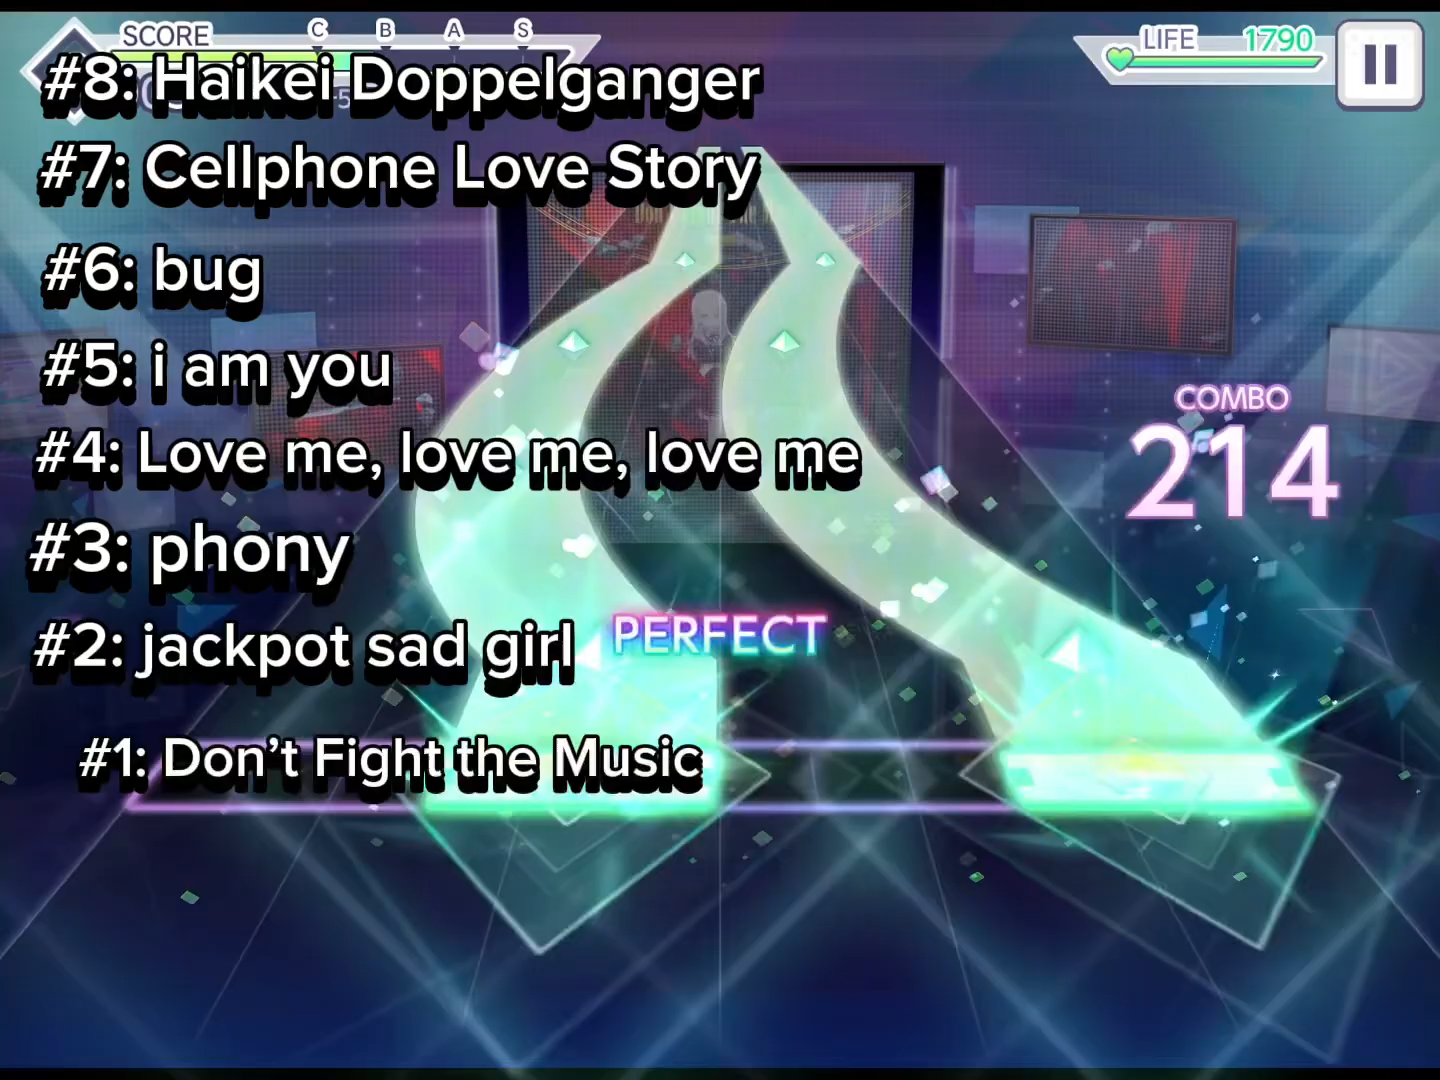 SCORE
C B A S
LIFE 1790
#8: Haikei Doppelganger
#7: Cellphone Love Story
#6: bug
#5: i am you
COMBO
214
#4: Love me, love me, love me
#3: phony
PERFECT
#2: jackpot sad girl
#1: Don't Fight the Music